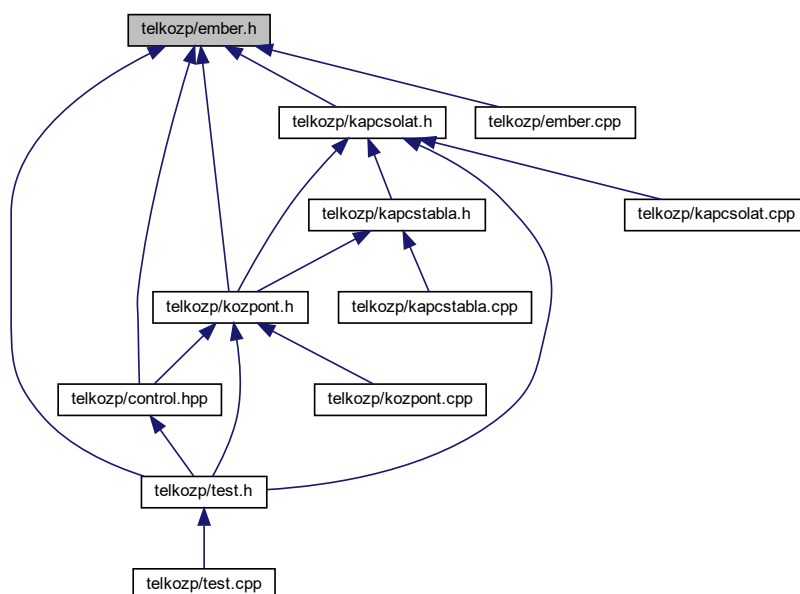 telkozp/ember.h
telkozp/kapcsolat.h
telkozp/ember.cpp
telkozp/kapcstabla.h
telkozp/kapcsolat.cpp
telkozp/kozpont.h
telkozp/kapcstabla.cpp
telkozp/control.hpp
telkozp/kozpont.cpp
telkozp/test.h
telkozp/test.cpp